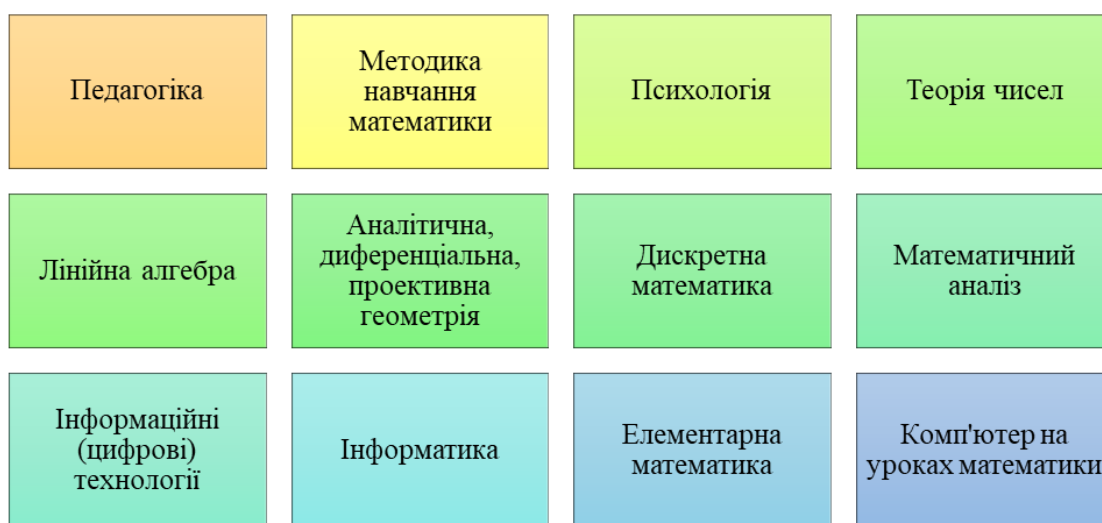 Педагогіка
Методика
навчання
математики
Психологія
Теорія чисел
Лінійна алгебра
Аналітична,
диференціальна,
проективна
геометрія
Дискретна
математика
Математичний
аналіз
Інформаційні
(цифрові)
технології
Інформатика
Елементарна
математика
Комп'ютер на
уроках математики